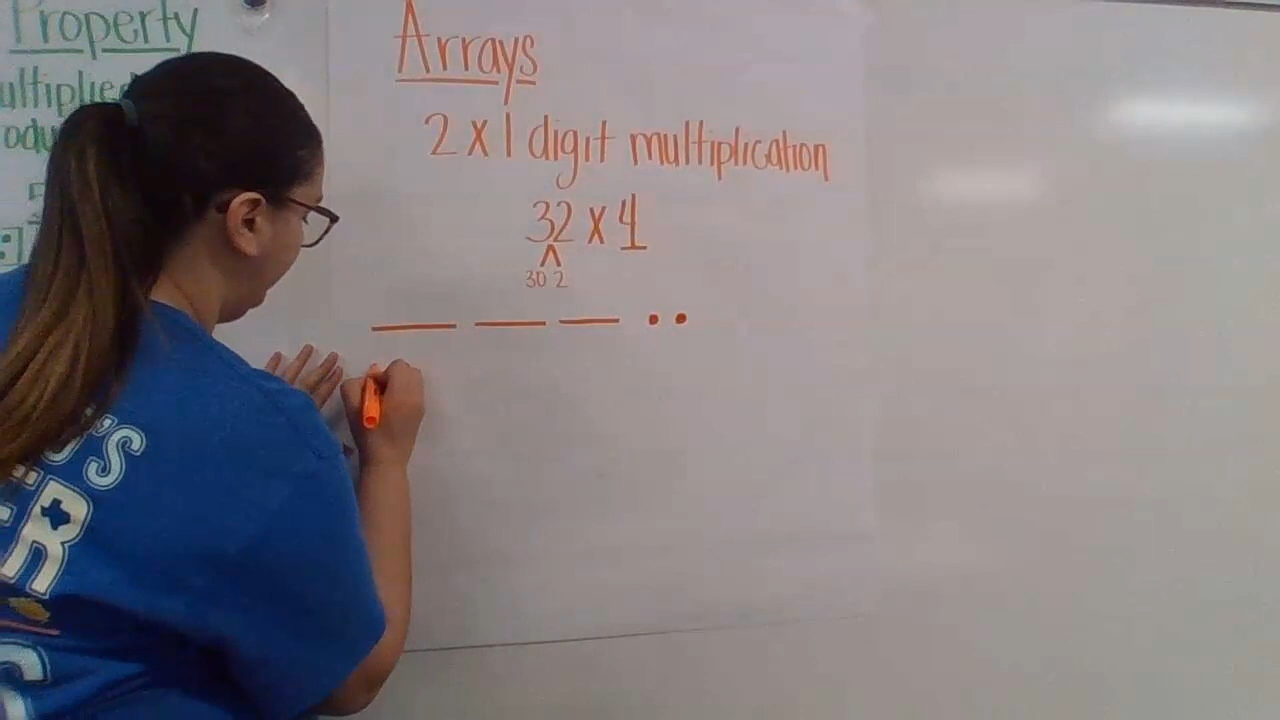 Property
Arrays
2 x 1 digit multiplication
32 x 4
30 2